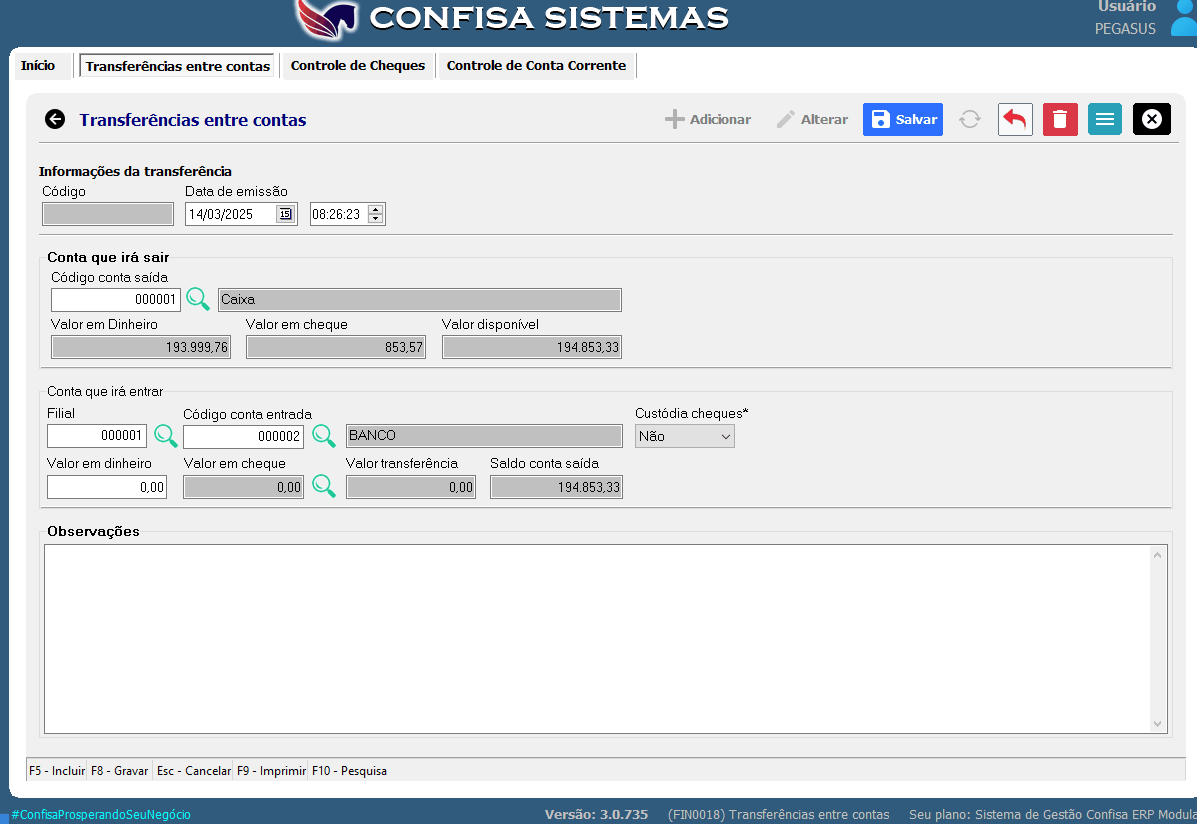 CONFISA SISTEMAS
Usuário
PEGASUS
Início Transferências entre contas Controle de Cheques Controle de Conta Corrente
Transferências entre contas Adicionar Alterar Salvar
Informações da transferência
Código Data de emissão
14/03/2025 15 08:26:23
Conta que irá sair
Código conta saída
000001 Caixa
Valor em Dinheiro Valor em cheque Valor disponível
193.999,76 853,57 194.853,33
Conta que irá entrar
Filial Código conta entrada Custódia cheques*
000001 000002 BANCO Não
Valor em dinheiro Valor em cheque Valor transferência Saldo conta saída
0,00 0,00 0,00 194.853,33
Observações
F5 - Incluir F8 - Gravar Esc - Cancelar F9 - Imprimir F10 - Pesquisa
#ConfisaProsperandoSeuNegócio Versão: 3.0.735 (FIN0018) Transferências entre contas Seu plano: Sistema de Gestão Confisa ERP Modula